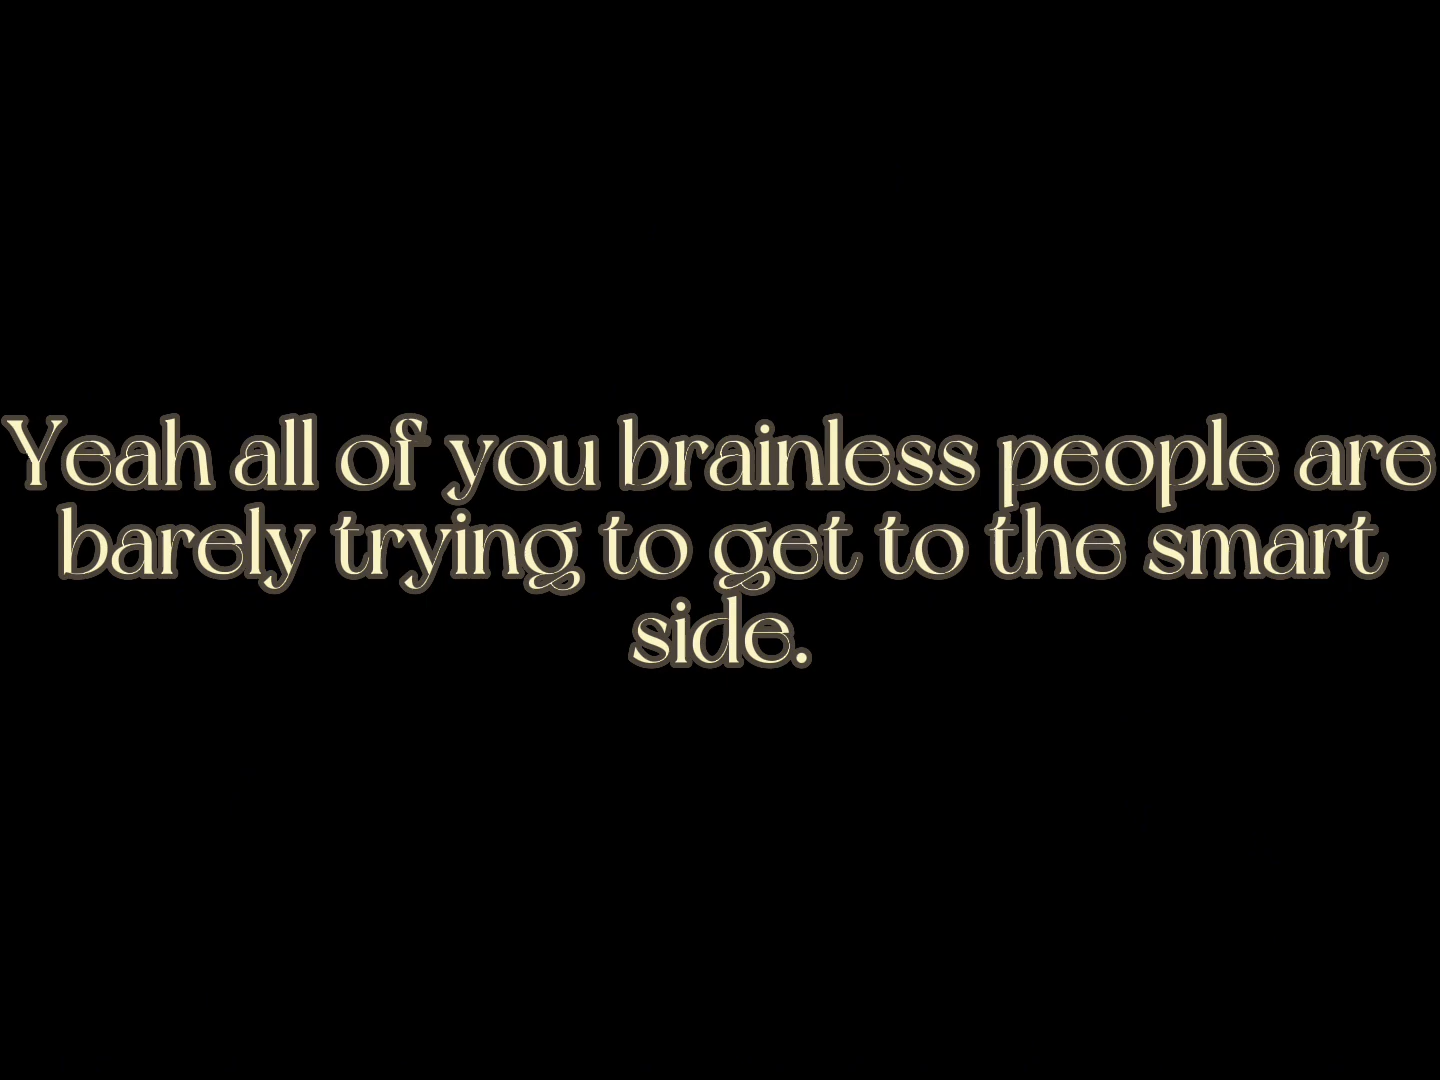 Yeah all of you brainless people are
barely trying to get to the smart
side.